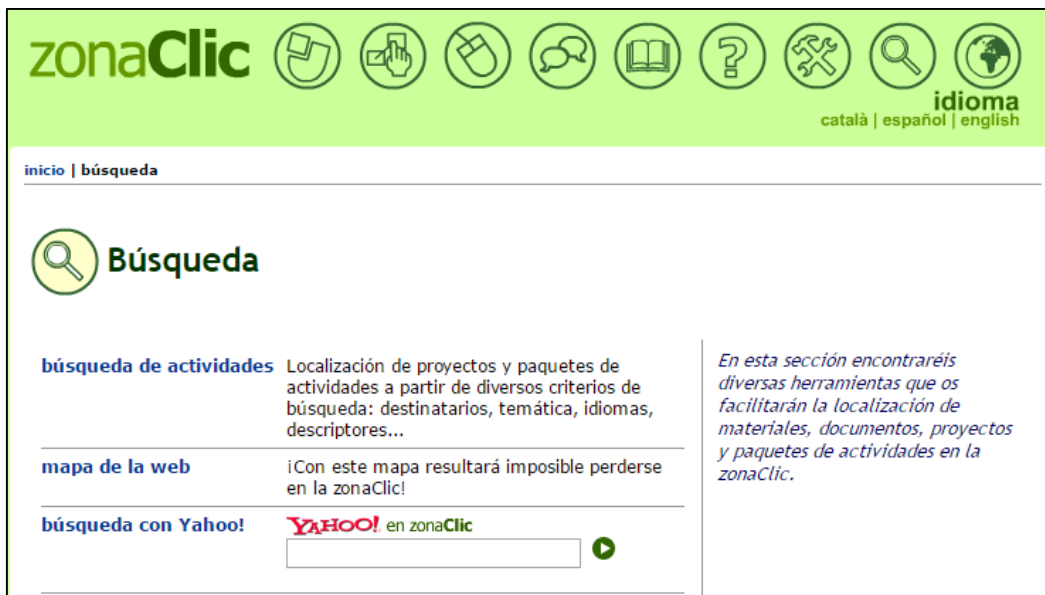 zonaClic
idioma
català | español | english
inicio | búsqueda
Búsqueda
búsqueda de actividades
Localización de proyectos y paquetes de
actividades a partir de diversos criterios de
búsqueda: destinatarios, temática, idiomas,
descriptores...
mapa de la web
¡Con este mapa resultará imposible perderse
en la zonaClic!
búsqueda con Yahoo!
YAHOO! en zonaClic
En esta sección encontraréis
diversas herramientas que os
facilitarán la localización de
materiales, documentos, proyectos
y paquetes de actividades en la
zonaClic.